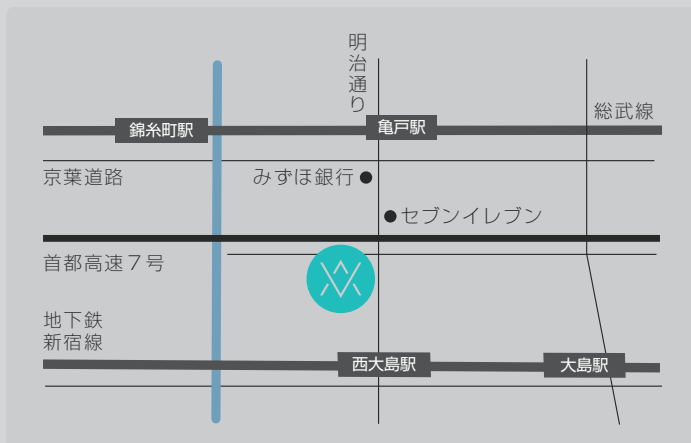 明治通り
総武線
錦糸町駅
亀戸駅
京葉道路
みずほ銀行
セブンイレブン
首都高速7号
地下鉄
新宿線
西大島駅
大島駅